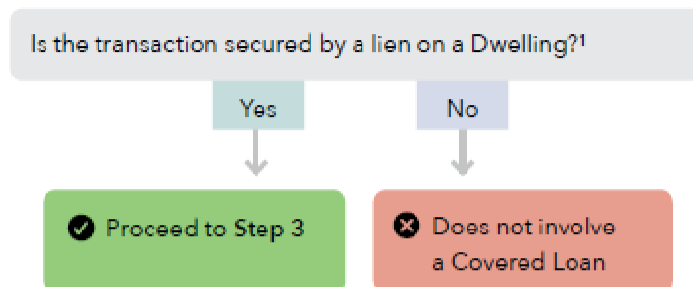 Is the transaction secured by a lien on a Dwelling?¹
Yes
No
Proceed to Step 3
Does not involve
a Covered Loan